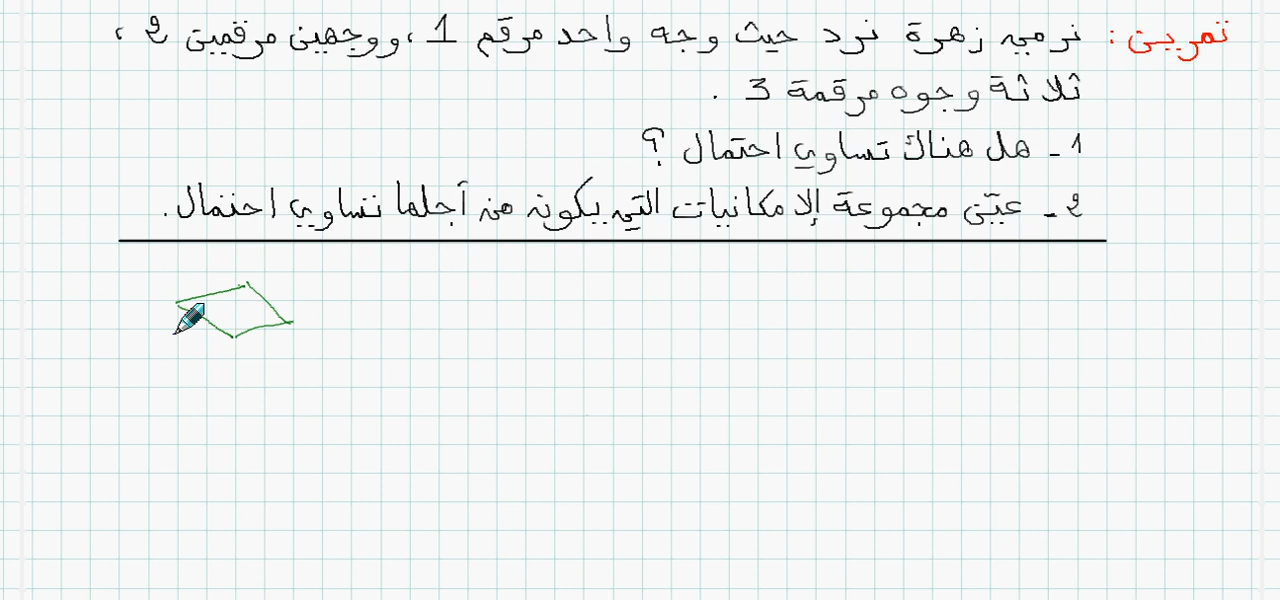 تمرين : نرمي زهرة نرد حيث وجه واحد مرقم 1 ، ووجهين مرقمين 2 ،
ثلاثة وجوه مرقمة 3 .
1 - هل هناك تساوي احتمال ؟
2 - عيّن مجموعة الإمكانيات التي يكون من أجلها تساوي احتمال .